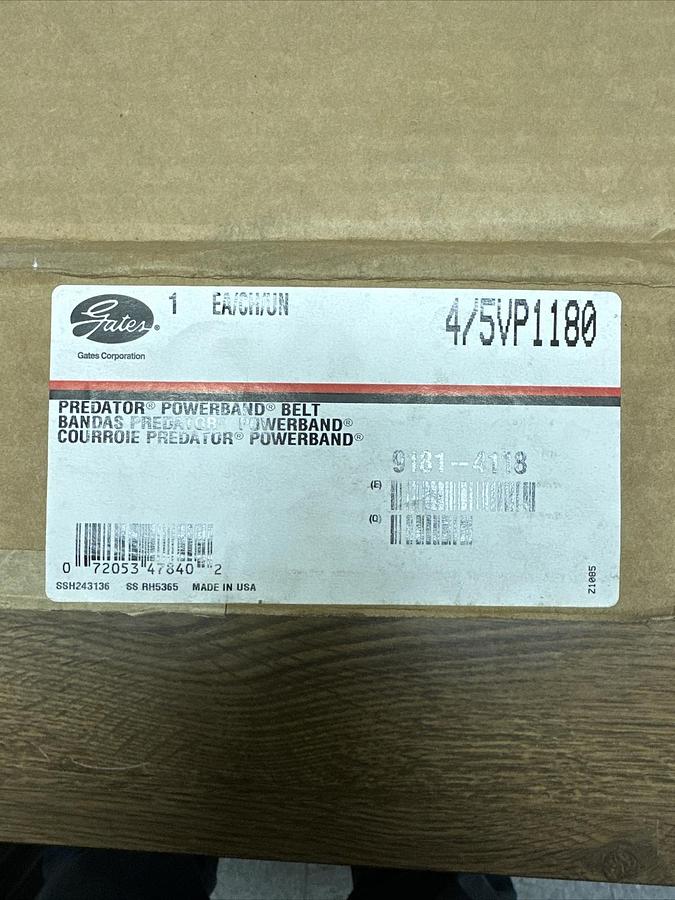 Gates®
Gates Corporation
1 EA/CH/UN
4/5VP1180
PREDATOR® POWERBAND® BELT
BANDAS PREDATOR® POWERBAND®
COURROIE PREDATOR® POWERBAND®
9181-4118
(E)
(Q)
0 72053 47840 2
SSH243136 SS RH5365 MADE IN USA
Z1085